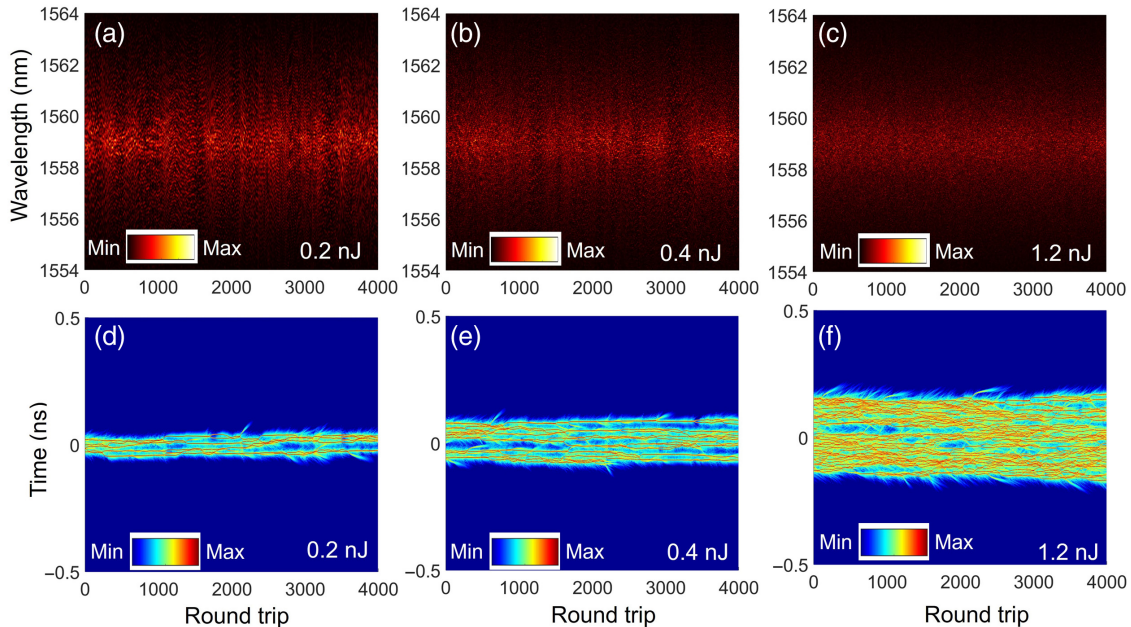 Wavelength (nm)
1564
1562
1560
1558
1556
1554
(a)
Min
Max
0.2 nJ
0
1000
2000
3000
4000
1564
1562
1560
1558
1556
1554
(b)
Min
Max
0.4 nJ
0
1000
2000
3000
4000
1564
1562
1560
1558
1556
1554
(c)
Min
Max
1.2 nJ
0
1000
2000
3000
4000
Time (ns)
0.5
0
−0.5
(d)
Min
Max
0.2 nJ
0
1000
2000
3000
4000
Round trip
0.5
0
-0.5
(e)
Min
Max
0.4 nJ
0
1000
2000
3000
4000
Round trip
0.5
0
−0.5
(f)
Min
Max
1.2 nJ
0
1000
2000
3000
4000
Round trip